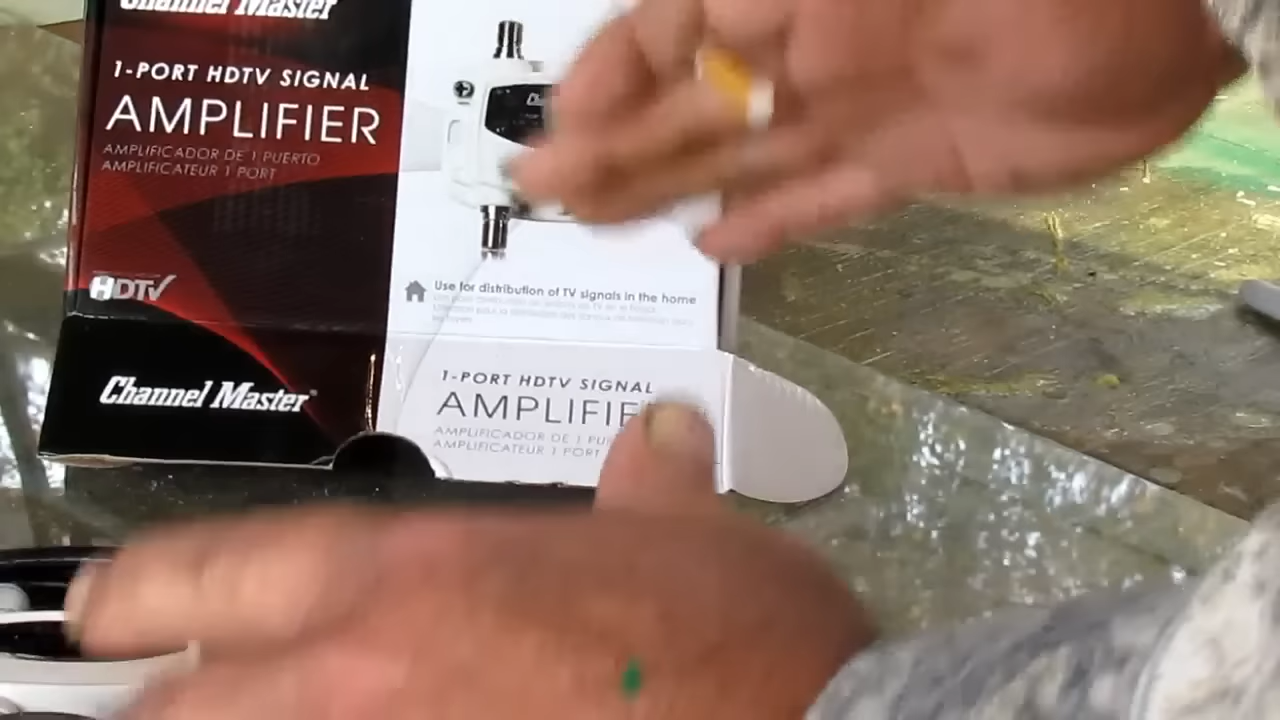 Channel Master
1-PORT HDTV SIGNAL
AMPLIFIER
AMPLIFICADOR DE 1 PUERTO
AMPLIFICATEUR 1 PORT
HDTV
Use for distribution of TV signals in the home
Channel Master®
1-PORT HDTV SIGNAL
AMPLIFIE
AMPLIFICADOR DE 1
AMPLIFICATEUR 1 PORT